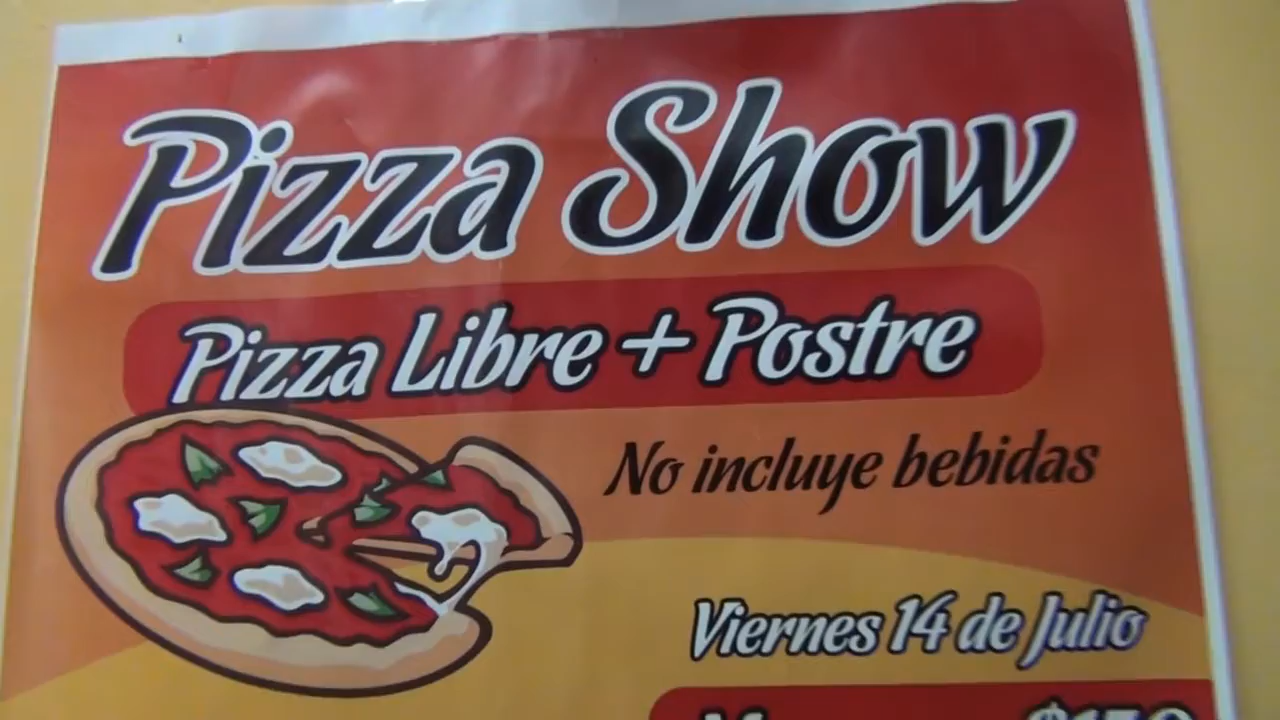 Pizza Show
Pizza Libre + Postre
No incluye bebidas
Viernes 14 de Julio